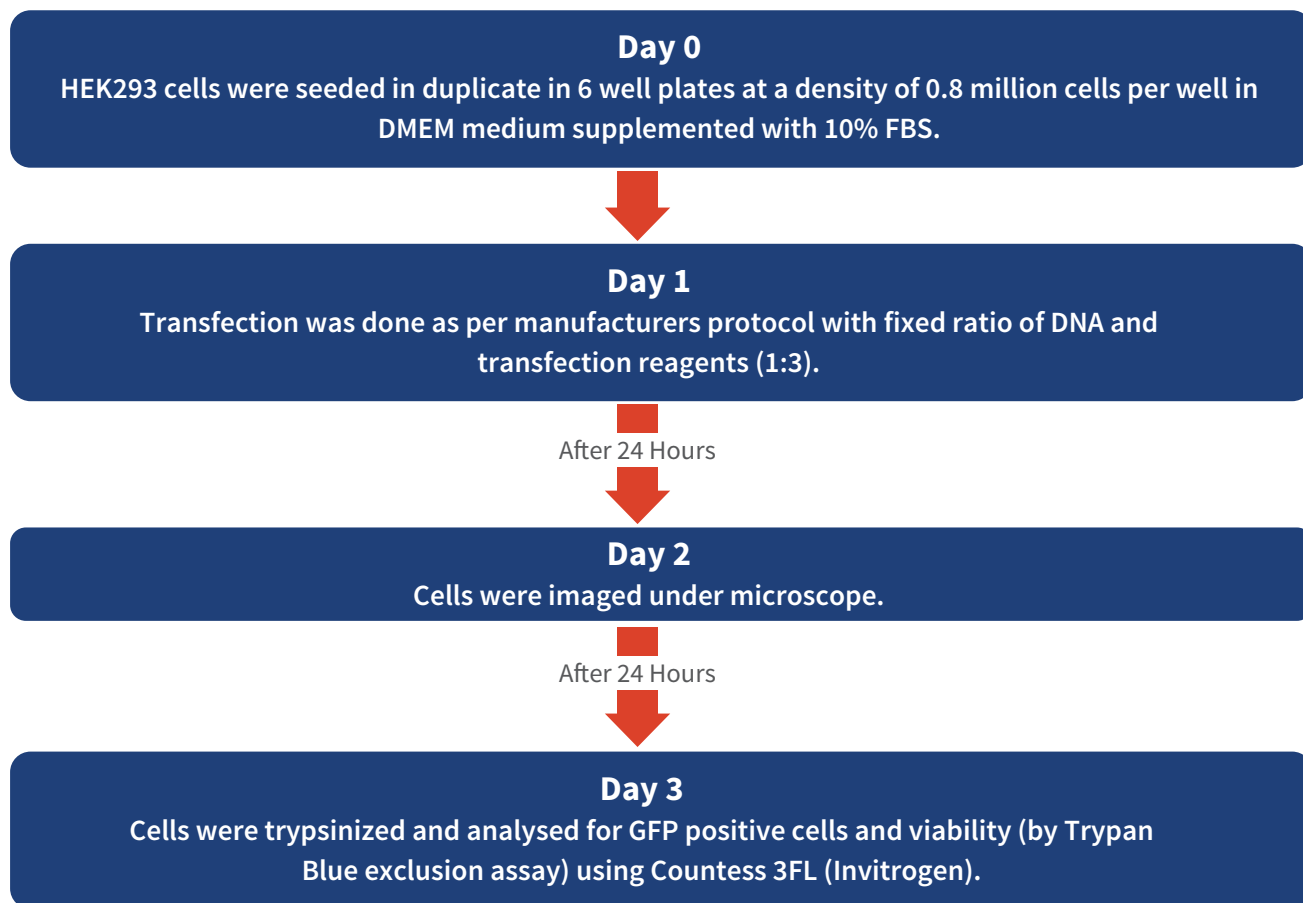 Day 0
HEK293 cells were seeded in duplicate in 6 well plates at a density of 0.8 million cells per well in
DMEM medium supplemented with 10% FBS.
Day 1
Transfection was done as per manufacturers protocol with fixed ratio of DNA and
transfection reagents (1:3).
After 24 Hours
Day 2
Cells were imaged under microscope.
After 24 Hours
Day 3
Cells were trypsinized and analysed for GFP positive cells and viability (by Trypan
Blue exclusion assay) using Countess 3FL (Invitrogen).